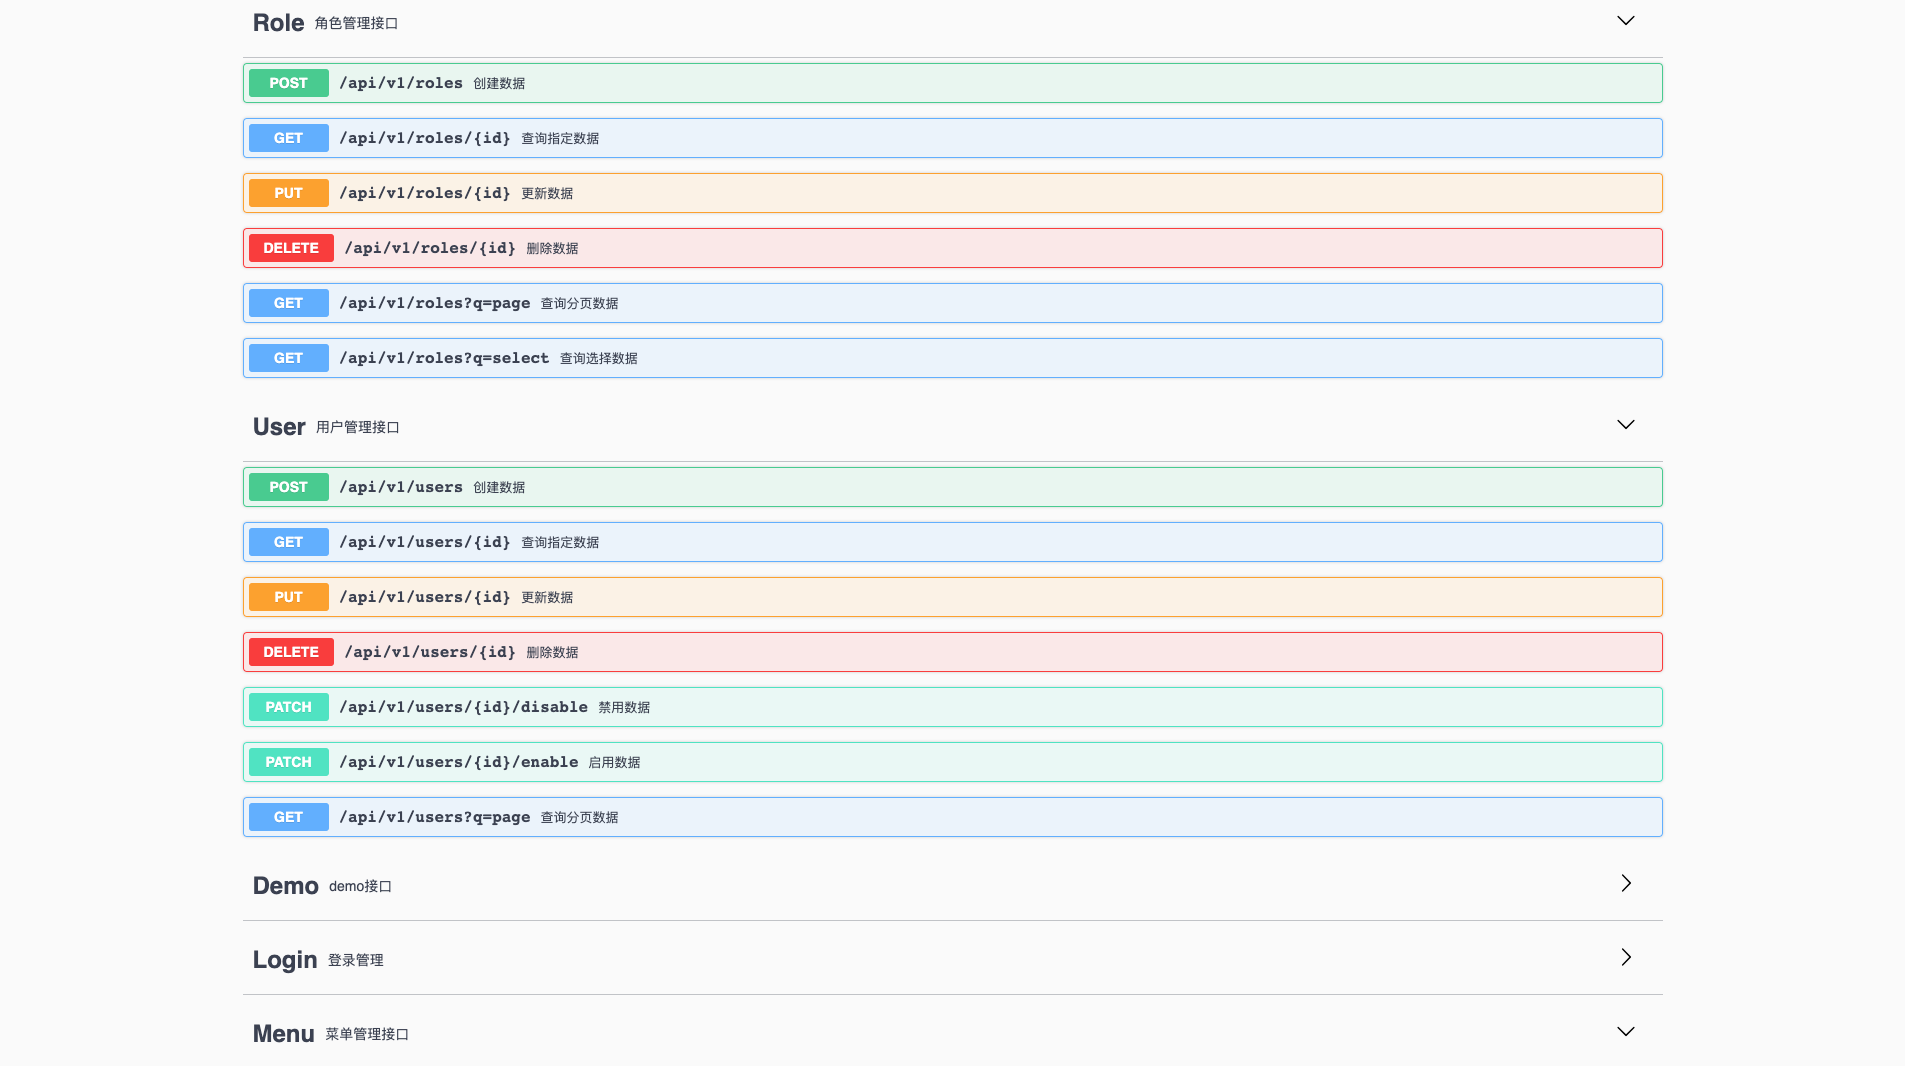 Role 角色管理接口
POST /api/v1/roles 创建数据
GET /api/v1/roles/{id} 查询指定数据
PUT /api/v1/roles/{id} 更新数据
DELETE /api/v1/roles/{id} 删除数据
GET /api/v1/roles?q=page 查询分页数据
GET /api/v1/roles?q=select 查询选择数据
User 用户管理接口
POST /api/v1/users 创建数据
GET /api/v1/users/{id} 查询指定数据
PUT /api/v1/users/{id} 更新数据
DELETE /api/v1/users/{id} 删除数据
PATCH /api/v1/users/{id}/disable 禁用数据
PATCH /api/v1/users/{id}/enable 启用数据
GET /api/v1/users?q=page 查询分页数据
Demo demo接口
Login 登录管理
Menu 菜单管理接口